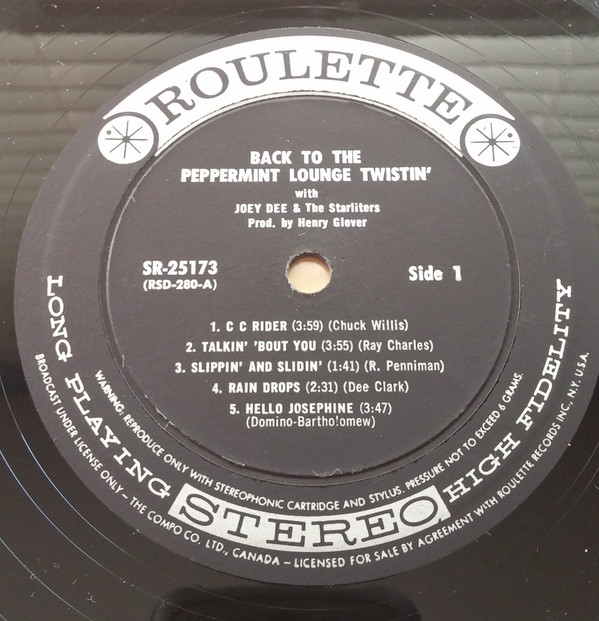 ROULETTE
BACK TO THE
PEPPERMINT LOUNGE TWISTIN'
with
JOEY DEE & The Starliters
Prod. by Henry Glover
SR-25173
(RSD-280-A)
Side 1
1. C C RIDER (3:59) (Chuck Willis)
2. TALKIN' 'BOUT YOU (3:55) (Ray Charles)
3. SLIPPIN' AND SLIDIN' (1:41) (R. Penniman)
4. RAIN DROPS (2:31) (Dee Clark)
5. HELLO JOSEPHINE (3:47)
(Domino-Bartholomew)
WARNING: REPRODUCE ONLY WITH STEREOPHONIC CARTRIDGE AND STYLUS. PRESSURE NOT TO EXCEED 6 GRAMS.
LONG PLAYING STEREO HIGH FIDELITY
BROADCAST UNDER LICENSE ONLY – THE COMPO CO. LTD., CANADA – LICENSED FOR SALE BY AGREEMENT WITH ROULETTE RECORDS INC. N.Y. U.S.A.